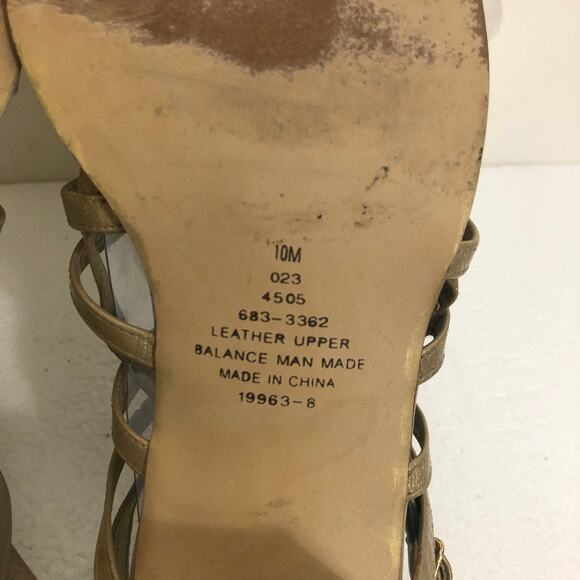 10M
023
4505
683-3362
LEATHER UPPER
BALANCE MAN MADE
MADE IN CHINA
19963-8